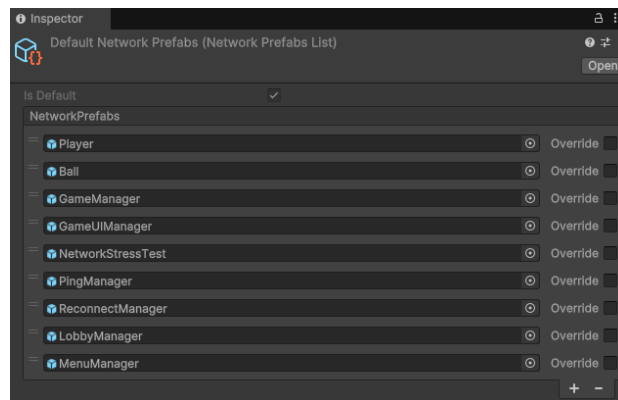 Inspector
Default Network Prefabs (Network Prefabs List)
Open
Is Default
NetworkPrefabs
Player Override
Ball Override
GameManager Override
GameUIManager Override
NetworkStressTest Override
PingManager Override
ReconnectManager Override
LobbyManager Override
MenuManager Override
+ -